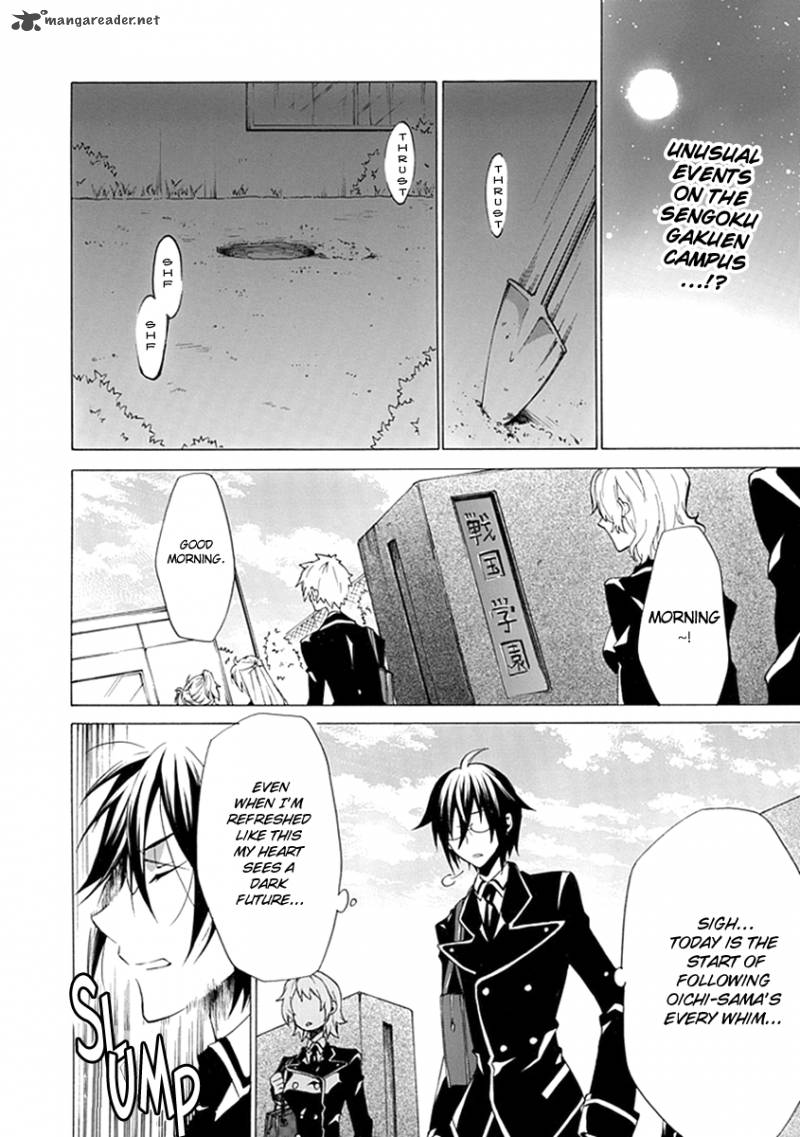 mangareader.net
UNUSUAL
EVENTS
ON THE
SENGOKU
GAKUEN
CAMPUS
...!?
THRUST
THRUST
SHF
SHF
MORNING
~!
戦国学園
GOOD
MORNING.
SIGH...
TODAY IS THE
START OF
FOLLOWING
OICHI-SAMA'S
EVERY WHIM...
EVEN
WHEN I'M
REFRESHED
LIKE THIS
MY HEART
SEES A
DARK
FUTURE...
SLUMP